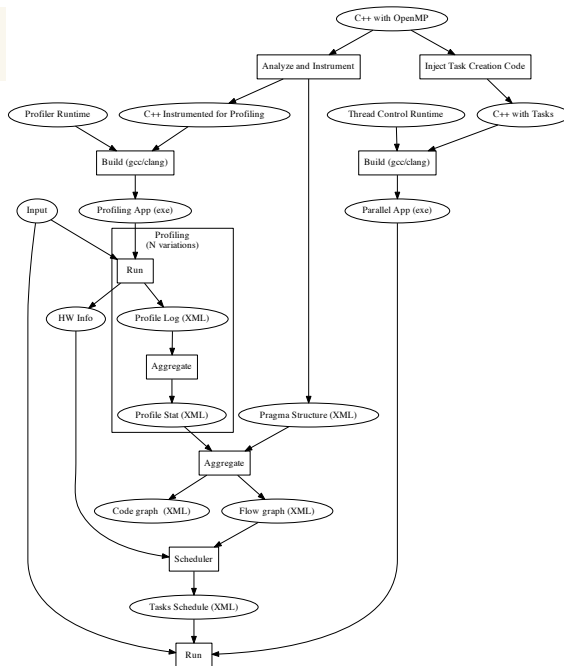 C++ with OpenMP
Analyze and Instrument
Inject Task Creation Code
Profiler Runtime
C++ Instrumented for Profiling
Thread Control Runtime
C++ with Tasks
Build (gcc/clang)
Build (gcc/clang)
Input
Profiling App (exe)
Parallel App (exe)
Profiling
(N variations)
Run
HW Info
Profile Log (XML)
Aggregate
Profile Stat (XML)
Pragma Structure (XML)
Aggregate
Code graph (XML)
Flow graph (XML)
Scheduler
Tasks Schedule (XML)
Run